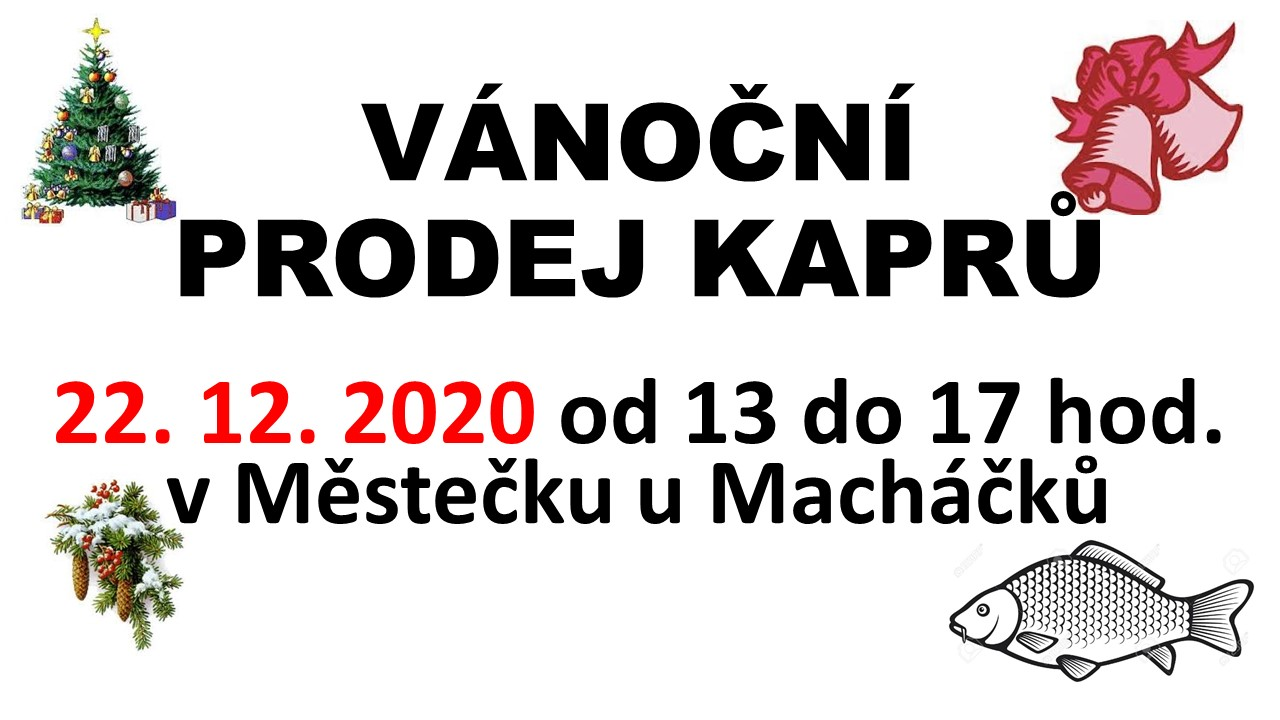 VÁNOČNÍ
PRODEJ KAPRŮ
22. 12. 2020 od 13 do 17 hod.
v Městečku u Macháčků